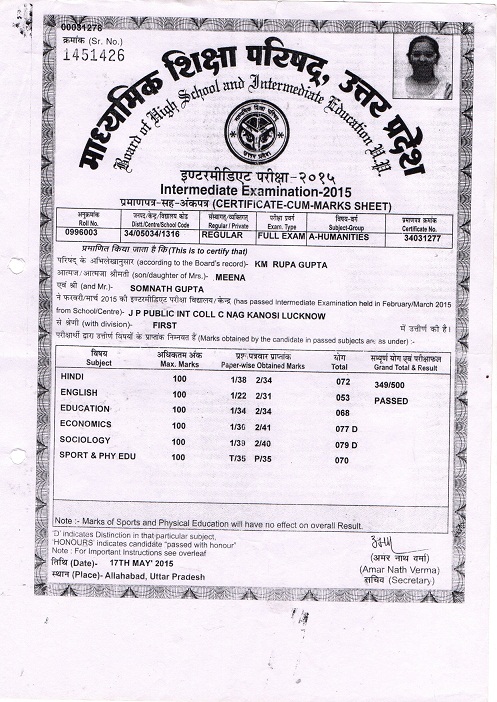 00031278
क्रमांक (Sr. No.)
1451426
माध्यमिक शिक्षा परिषद्, उत्तर प्रदेश
Board of High School and Intermediate Education U.P.
इण्टरमीडिएट परीक्षा-२०१५
Intermediate Examination-2015
प्रमाणपत्र-सह-अंकपत्र (CERTIFICATE-CUM-MARKS SHEET)
अनुक्रमांक जनपद/केन्द्र/विद्यालय कोड संस्थागत/व्यक्तिगत परीक्षा प्रवर्ग विषय-वर्ग प्रमाणपत्र क्रमांक
Roll No. Distt./Centre/School Code Regular / Private Exam. Type Subject-Group Certificate No.
0996003 34/05034/1316 REGULAR FULL EXAM A-HUMANITIES 34031277
प्रमाणित किया जाता है कि(This is to certify that)
परिषद के अभिलेखानुसार (according to the Board's record)- KM RUPA GUPTA
आत्मज/आत्मजा श्रीमती (son/daughter of Mrs.)- MEENA
एवं श्री (and Mr.)- SOMNATH GUPTA
ने फरवरी/मार्च 2015 की इण्टरमीडिएट परीक्षा विद्यालय/केन्द्र (has passed Intermediate Examination held in February/March 2015
from School/Centre)- J P PUBLIC INT COLL C NAG KANOSI LUCKNOW
से श्रेणी (with division)- FIRST में उत्तीर्ण की है।
परीक्षार्थी द्वारा उत्तीर्ण विषयों के प्राप्तांक निम्नवत हैं (Marks obtained by the candidate in passed subjects are as under) :-
विषय अधिकतम अंक प्रश्नपत्रवार प्राप्तांक योग सम्पूर्ण योग एवं परीक्षाफल
Subject Max. Marks Paper-wise Obtained Marks Total Grand Total & Result
HINDI 100 1/38 2/34 072 349/500
ENGLISH 100 1/22 2/31 053 PASSED
EDUCATION 100 1/34 2/34 068
ECONOMICS 100 1/36 2/41 077 D
SOCIOLOGY 100 1/39 2/40 079 D
SPORT & PHY EDU 100 T/35 P/35 070
Note :- Marks of Sports and Physical Education will have no effect on overall Result.
'D' indicates Distinction in that particular subject,
'HONOURS' indicates candidate "passed with honour"
Note : For Important Instructions see overleaf
तिथि (Date)- 17TH MAY' 2015
स्थान (Place)- Allahabad, Uttar Pradesh
(अमर नाथ वर्मा)
(Amar Nath Verma)
सचिव (Secretary)